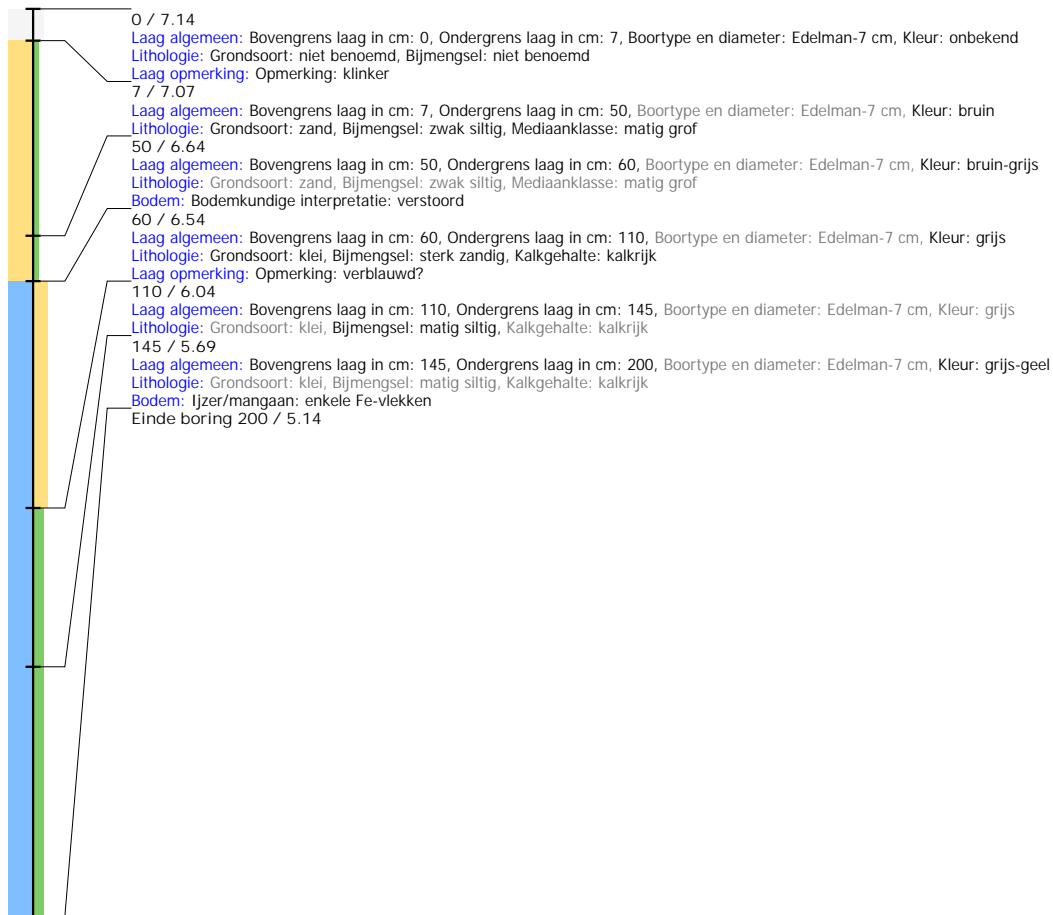 0 / 7.14
Laag algemeen: Bovengrens laag in cm: 0, Ondergrens laag in cm: 7, Boortype en diameter: Edelman-7 cm, Kleur: onbekend
Lithologie: Grondsoort: niet benoemd, Bijmengsel: niet benoemd
Laag opmerking: Opmerking: klinker
7 / 7.07
Laag algemeen: Bovengrens laag in cm: 7, Ondergrens laag in cm: 50, Boortype en diameter: Edelman-7 cm, Kleur: bruin
Lithologie: Grondsoort: zand, Bijmengsel: zwak siltig, Mediaanklasse: matig grof
50 / 6.64
Laag algemeen: Bovengrens laag in cm: 50, Ondergrens laag in cm: 60, Boortype en diameter: Edelman-7 cm, Kleur: bruin-grijs
Lithologie: Grondsoort: zand, Bijmengsel: zwak siltig, Mediaanklasse: matig grof
Bodem: Bodemkundige interpretatie: verstoord
60 / 6.54
Laag algemeen: Bovengrens laag in cm: 60, Ondergrens laag in cm: 110, Boortype en diameter: Edelman-7 cm, Kleur: grijs
Lithologie: Grondsoort: klei, Bijmengsel: sterk zandig, Kalkgehalte: kalkrijk
Laag opmerking: Opmerking: verblauwd?
110 / 6.04
Laag algemeen: Bovengrens laag in cm: 110, Ondergrens laag in cm: 145, Boortype en diameter: Edelman-7 cm, Kleur: grijs
Lithologie: Grondsoort: klei, Bijmengsel: matig siltig, Kalkgehalte: kalkrijk
145 / 5.69
Laag algemeen: Bovengrens laag in cm: 145, Ondergrens laag in cm: 200, Boortype en diameter: Edelman-7 cm, Kleur: grijs-geel
Lithologie: Grondsoort: klei, Bijmengsel: matig siltig, Kalkgehalte: kalkrijk
Bodem: Ijzer/mangaan: enkele Fe-vlekken
Einde boring 200 / 5.14